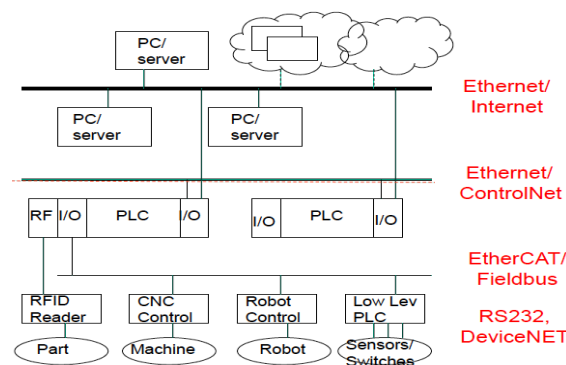 PC/
server
Ethernet/
Internet
PC/
server
PC/
server
Ethernet/
ControlNet
RF I/O PLC I/O
I/O PLC I/O
EtherCAT/
Fieldbus
RFID
Reader
CNC
Control
Robot
Control
Low Lev
PLC
RS232,
DeviceNET
Part
Machine
Robot
Sensors/
Switches